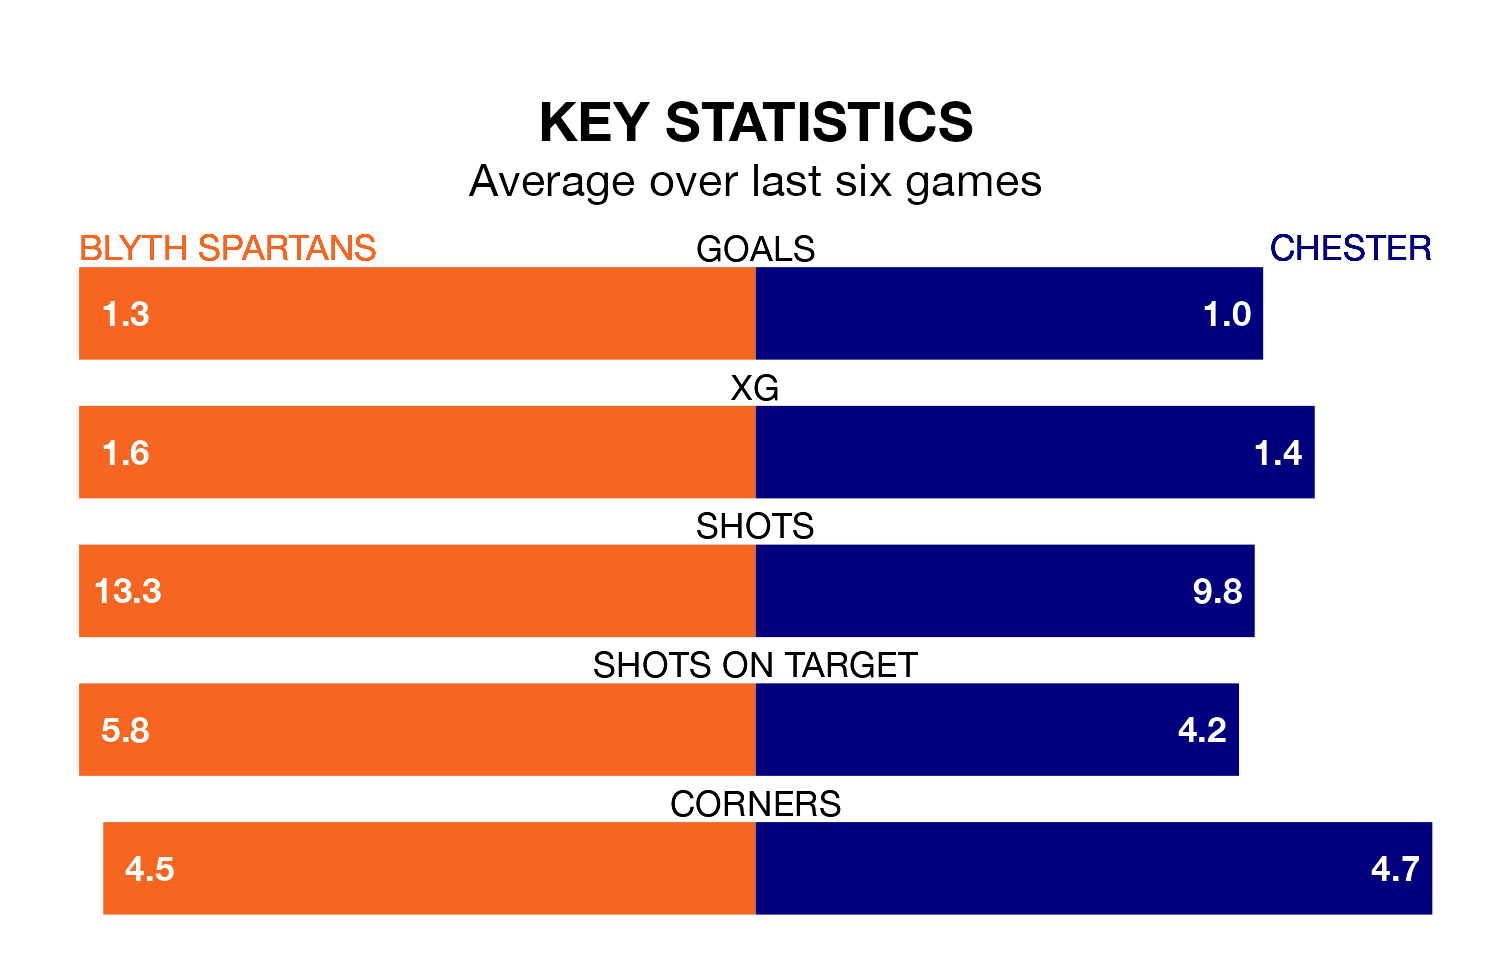 KEY STATISTICS
Average over last six games
BLYTH SPARTANS GOALS CHESTER
1.3 1.0
XG
1.6 1.4
SHOTS
13.3 9.8
SHOTS ON TARGET
5.8 4.2
CORNERS
4.5 4.7